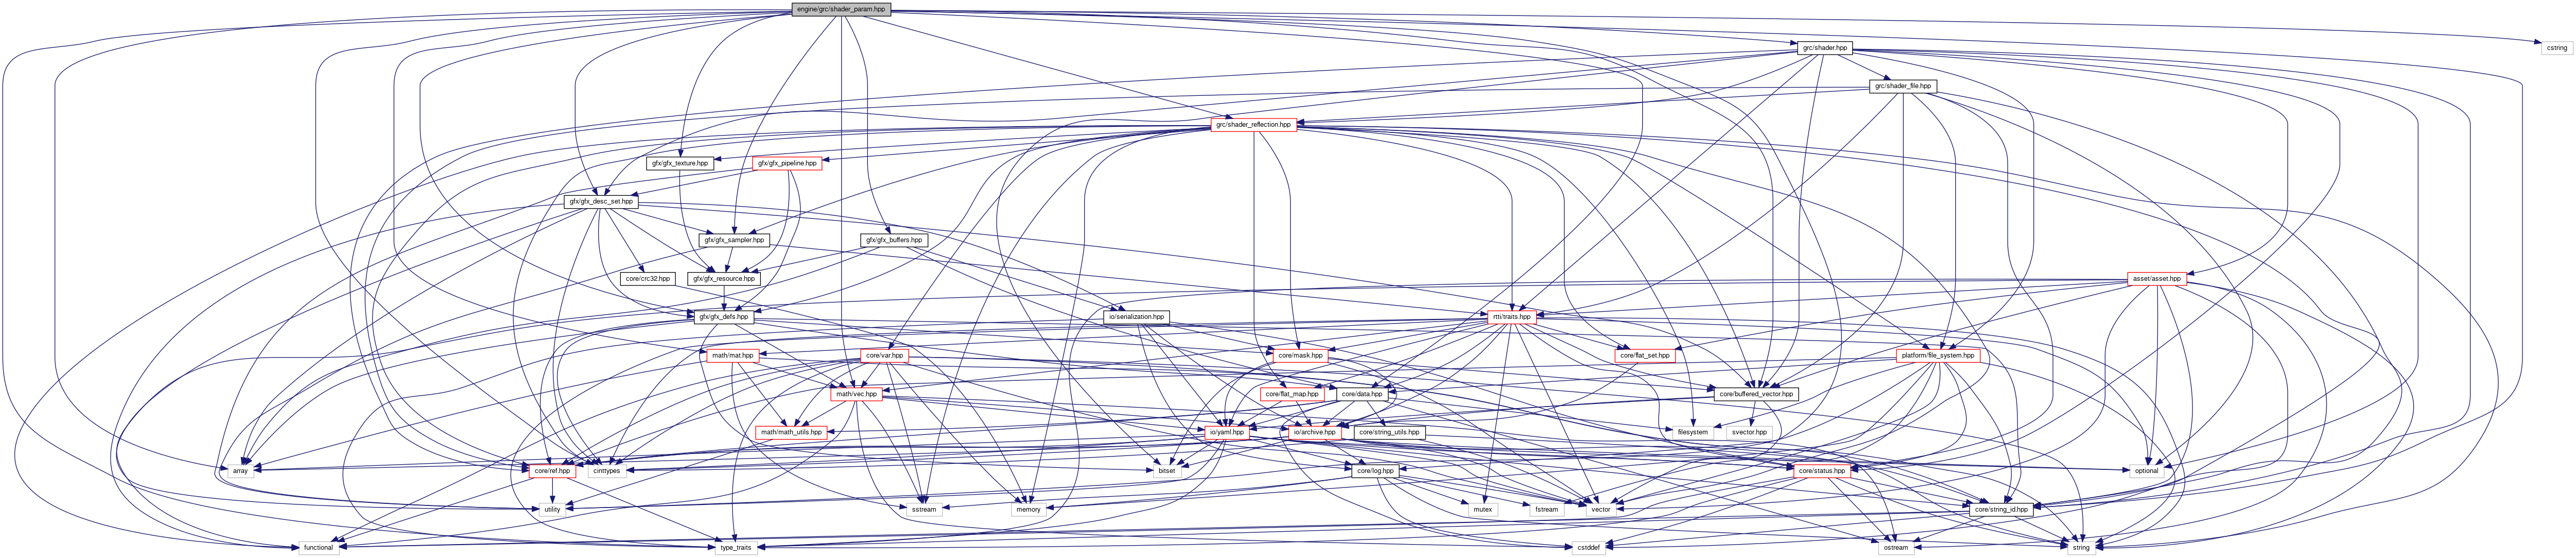 engine/grc/shader_param.hpp
grc/shader.hpp
cstring
grc/shader_file.hpp
grc/shader_reflection.hpp
gfx/gfx_texture.hpp
gfx/gfx_pipeline.hpp
gfx/gfx_desc_set.hpp
gfx/gfx_sampler.hpp
gfx/gfx_buffers.hpp
core/crc32.hpp
gfx/gfx_resource.hpp
asset/asset.hpp
gfx/gfx_defs.hpp
io/serialization.hpp
rtti/traits.hpp
math/mat.hpp
core/var.hpp
core/mask.hpp
core/flat_set.hpp
platform/file_system.hpp
math/vec.hpp
core/flat_map.hpp
core/data.hpp
core/buffered_vector.hpp
math/math_utils.hpp
io/yaml.hpp
io/archive.hpp
core/string_utils.hpp
filesystem
svector.hpp
array
core/ref.hpp
cinttypes
bitset
core/log.hpp
core/status.hpp
optional
utility
sstream
memory
mutex
fstream
vector
core/string_id.hpp
functional
type_traits
cstddef
ostream
string